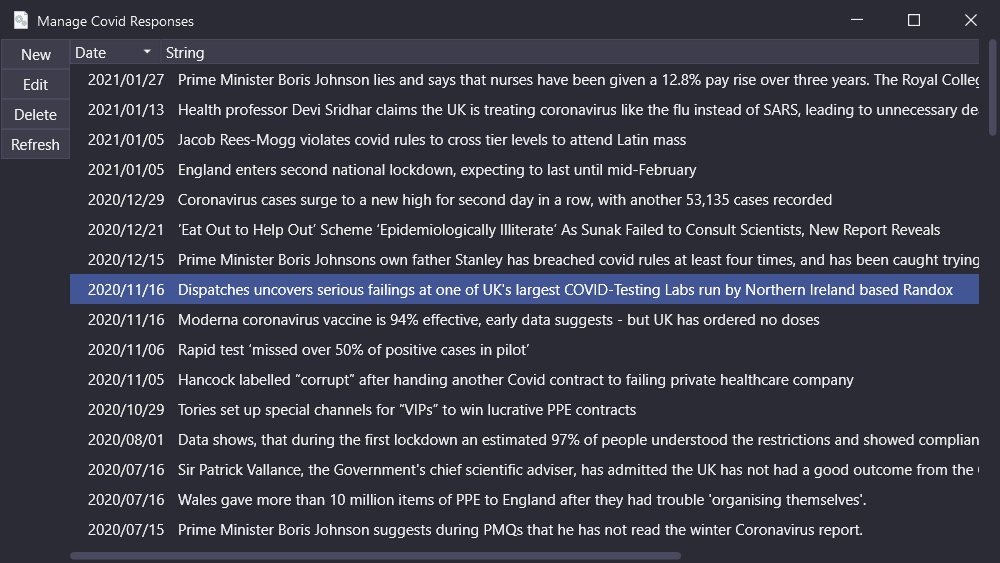 Manage Covid Responses
New
Edit
Delete
Refresh
Date String
2021/01/27 Prime Minister Boris Johnson lies and says that nurses have been given a 12.8% pay rise over three years. The Royal
2021/01/13 Health professor Devi Sridhar claims the UK is treating coronavirus like the flu instead of SARS, leading to unnecessary
2021/01/05 Jacob Rees-Mogg violates covid rules to cross tier levels to attend Latin mass
2021/01/05 England enters second national lockdown, expecting to last until mid-February
2020/12/29 Coronavirus cases surge to a new high for second day in a row, with another 53,135 cases recorded
2020/12/21 ‘Eat Out to Help Out’ Scheme ‘Epidemiologically Illiterate’ As Sunak Failed to Consult Scientists, New Report Reveals
2020/12/15 Prime Minister Boris Johnsons own father Stanley has breached covid rules at least four times, and has been caught trying
2020/11/16 Dispatches uncovers serious failings at one of UK's largest COVID-Testing Labs run by Northern Ireland based Randox
2020/11/16 Moderna coronavirus vaccine is 94% effective, early data suggests - but UK has ordered no doses
2020/11/06 Rapid test ‘missed over 50% of positive cases in pilot’
2020/11/05 Hancock labelled “corrupt” after handing another Covid contract to failing private healthcare company
2020/10/29 Tories set up special channels for “VIPs” to win lucrative PPE contracts
2020/08/01 Data shows, that during the first lockdown an estimated 97% of people understood the restrictions and showed
2020/07/16 Sir Patrick Vallance, the Government's chief scientific adviser, has admitted the UK has not had a good outcome from the
2020/07/16 Wales gave more than 10 million items of PPE to England after they had trouble 'organising themselves'.
2020/07/15 Prime Minister Boris Johnson suggests during PMQs that he has not read the winter Coronavirus report.